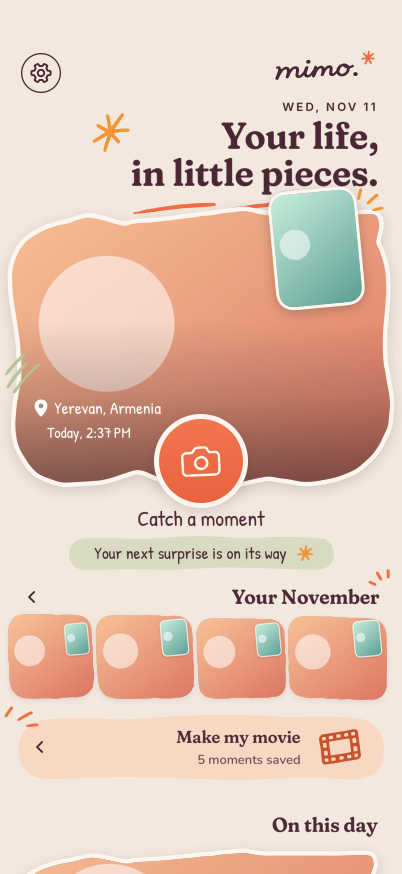 mimo.
WED, NOV 11
Your life,
in little pieces.
Yerevan, Armenia
Today, 2:37 PM
Catch a moment
Your next surprise is on its way
Your November
Make my movie
5 moments saved
On this day